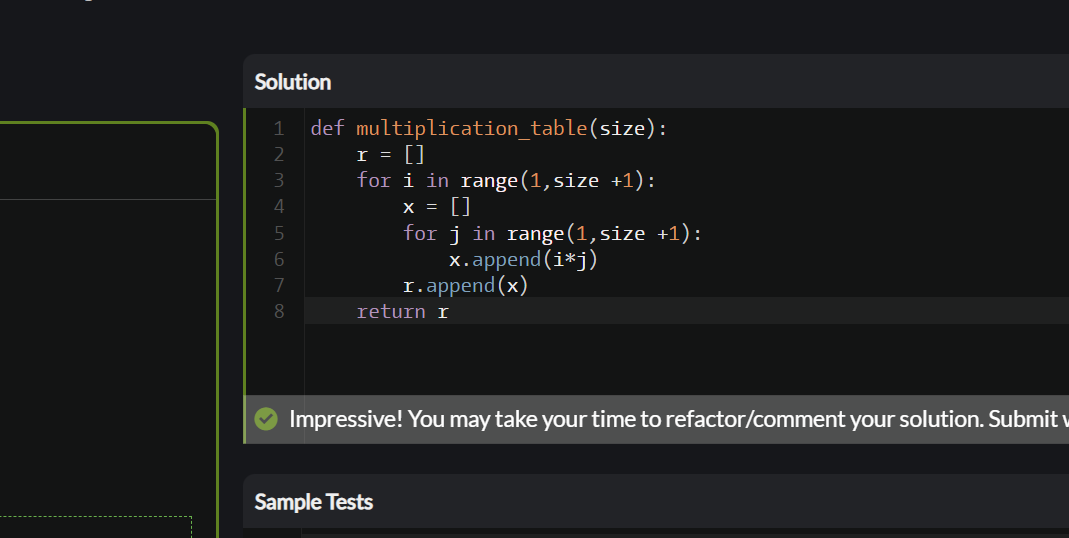 Solution
1 def multiplication_table(size):
2     r = []
3     for i in range(1,size +1):
4         x = []
5         for j in range(1,size +1):
6             x.append(i*j)
7         r.append(x)
8     return r
Impressive! You may take your time to refactor/comment your solution. Submit
Sample Tests